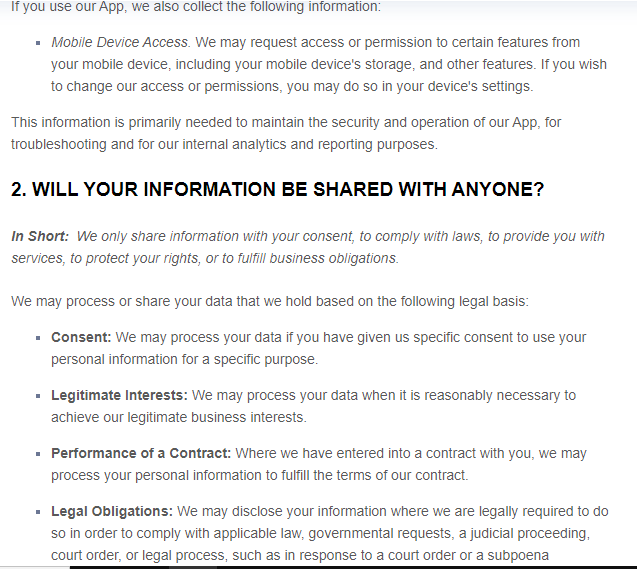 If you use our App, we also collect the following information:
Mobile Device Access. We may request access or permission to certain features from
your mobile device, including your mobile device's storage, and other features. If you wish
to change our access or permissions, you may do so in your device's settings.
This information is primarily needed to maintain the security and operation of our App, for
troubleshooting and for our internal analytics and reporting purposes.
2. WILL YOUR INFORMATION BE SHARED WITH ANYONE?
In Short: We only share information with your consent, to comply with laws, to provide you with
services, to protect your rights, or to fulfill business obligations.
We may process or share your data that we hold based on the following legal basis:
Consent: We may process your data if you have given us specific consent to use your
personal information for a specific purpose.
Legitimate Interests: We may process your data when it is reasonably necessary to
achieve our legitimate business interests.
Performance of a Contract: Where we have entered into a contract with you, we may
process your personal information to fulfill the terms of our contract.
Legal Obligations: We may disclose your information where we are legally required to do
so in order to comply with applicable law, governmental requests, a judicial proceeding,
court order, or legal process, such as in response to a court order or a subpoena